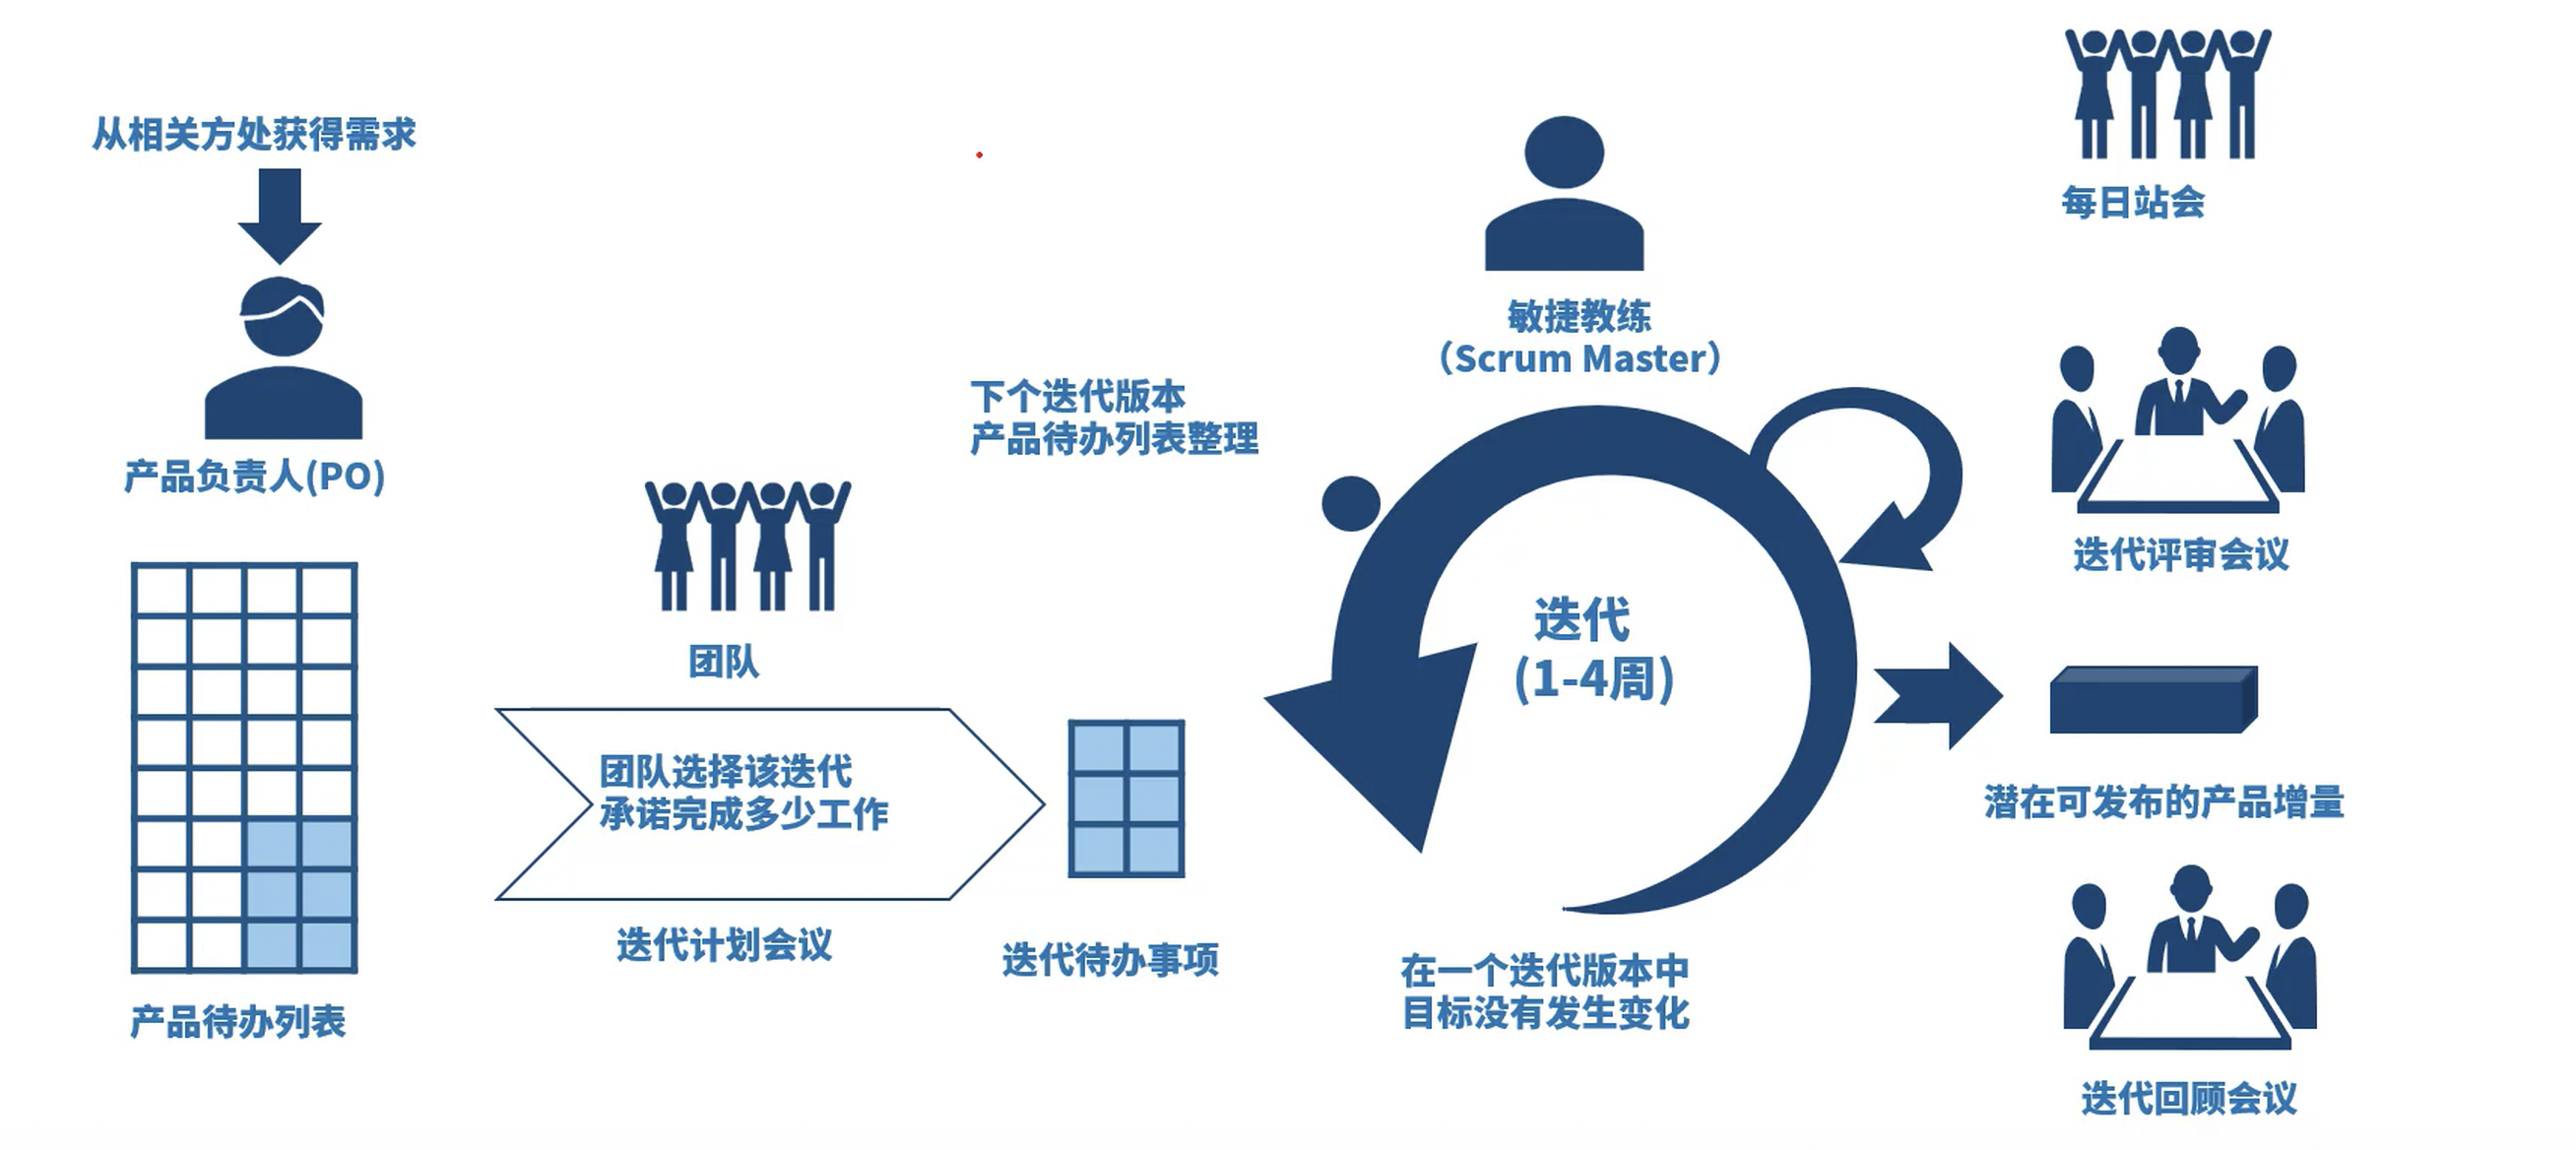 从相关方处获得需求
产品负责人(PO)
产品待办列表
团队
团队选择该迭代
承诺完成多少工作
迭代计划会议
下个迭代版本
产品待办列表整理
迭代待办事项
敏捷教练
（Scrum Master）
迭代
(1-4周)
在一个迭代版本中
目标没有发生变化
每日站会
迭代评审会议
潜在可发布的产品增量
迭代回顾会议